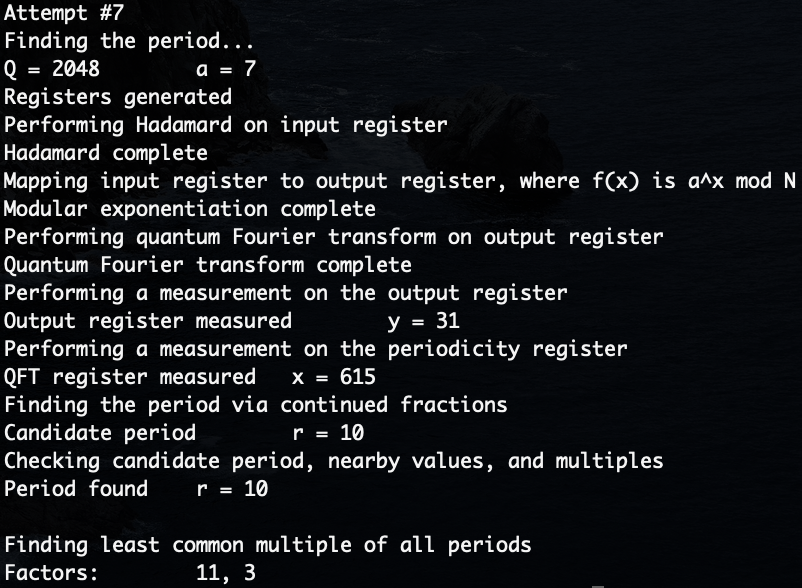 Attempt #7
Finding the period...
Q = 2048        a = 7
Registers generated
Performing Hadamard on input register
Hadamard complete
Mapping input register to output register, where f(x) is a^x mod N
Modular exponentiation complete
Performing quantum Fourier transform on output register
Quantum Fourier transform complete
Performing a measurement on the output register
Output register measured        y = 31
Performing a measurement on the periodicity register
QFT register measured   x = 615
Finding the period via continued fractions
Candidate period        r = 10
Checking candidate period, nearby values, and multiples
Period found    r = 10
Finding least common multiple of all periods
Factors:        11, 3